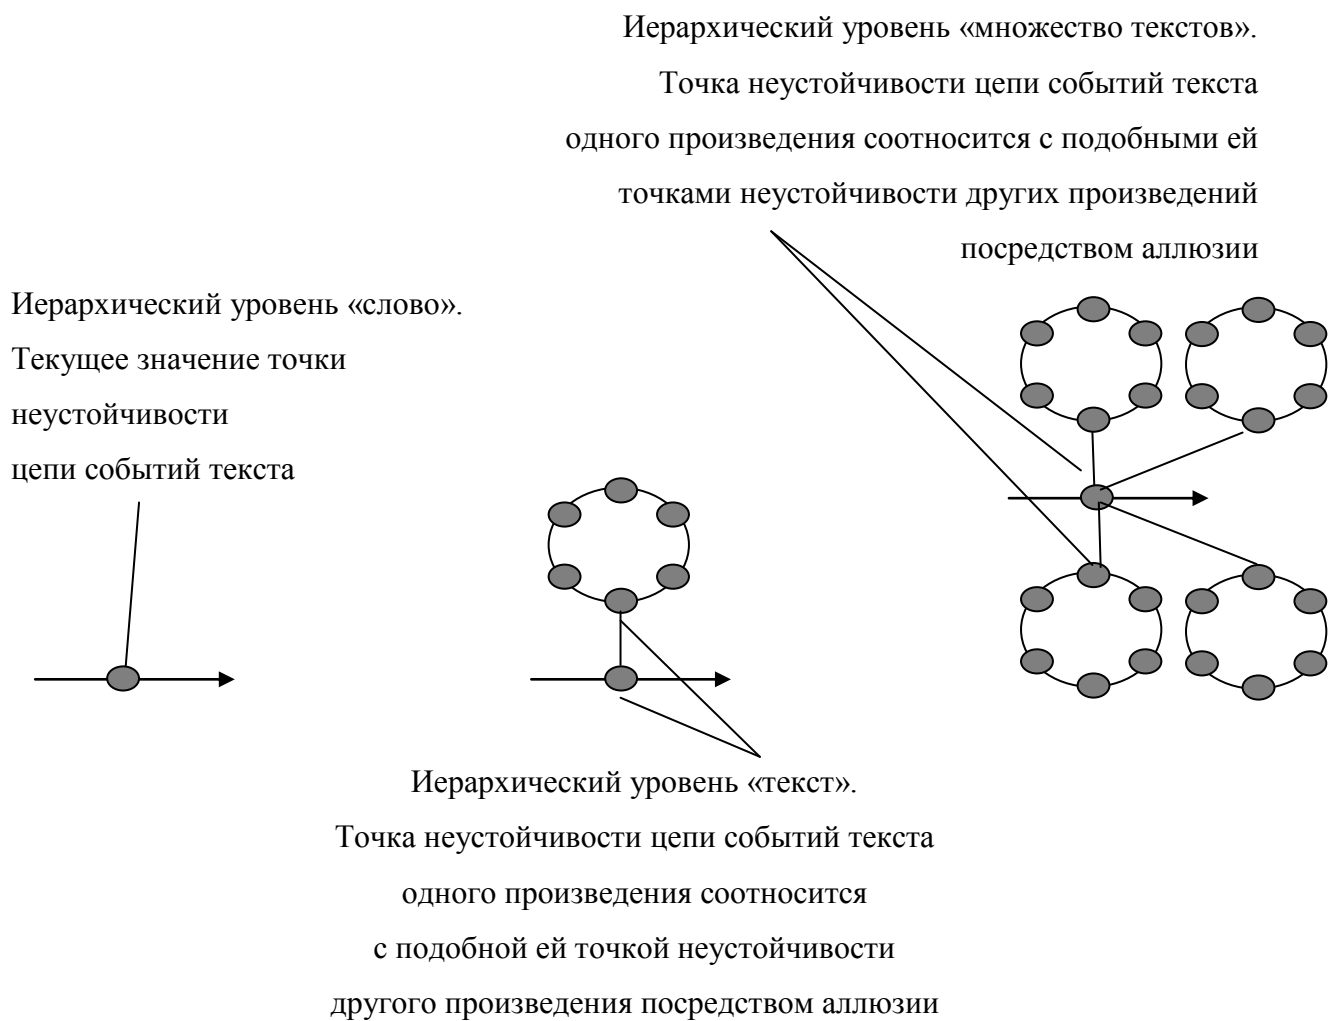 Иерархический уровень «множество текстов».
Точка неустойчивости цепи событий текста
одного произведения соотносится с подобными ей
точками неустойчивости других произведений
посредством аллюзии
Иерархический уровень «слово».
Текущее значение точки
неустойчивости
цепи событий текста
Иерархический уровень «текст».
Точка неустойчивости цепи событий текста
одного произведения соотносится
с подобной ей точкой неустойчивости
другого произведения посредством аллюзии